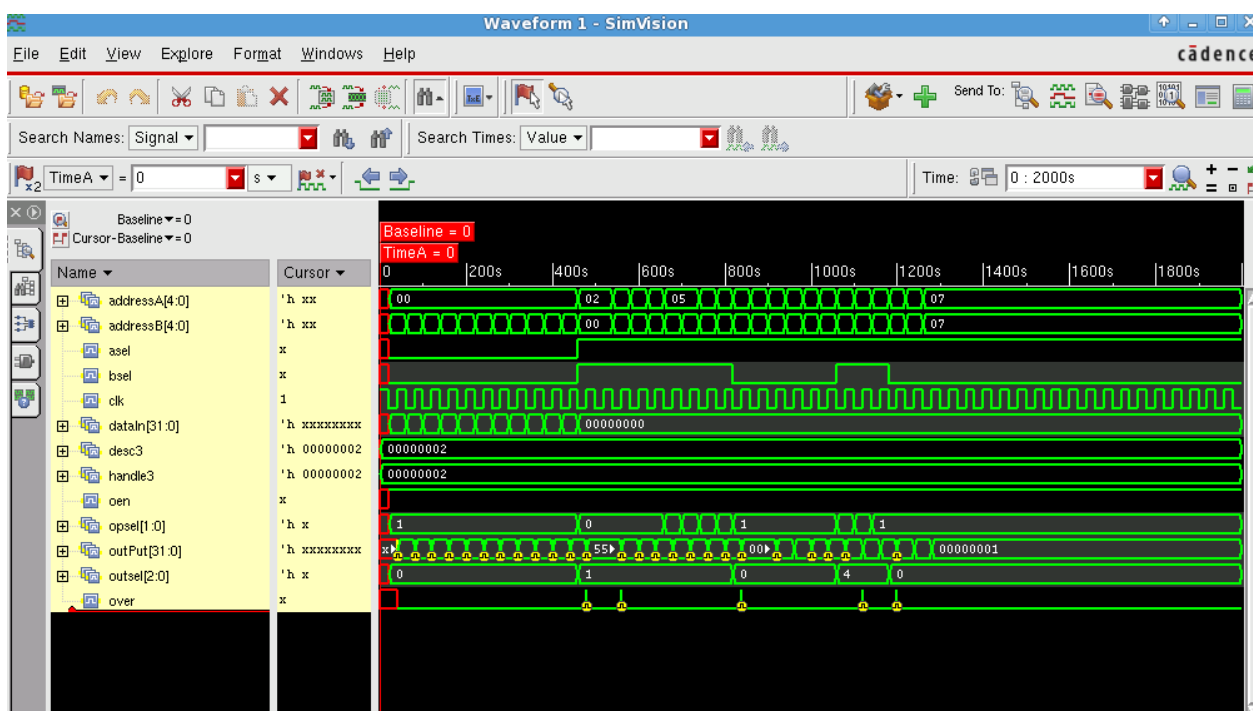 Waveform 1 - SimVision
File Edit View Explore Format Windows Help cādence
Send To:
Search Names: Signal Search Times: Value
x2 TimeA = 0 s Time: 0 : 2000s
Baseline = 0
Cursor-Baseline = 0
Baseline = 0
TimeA = 0
Name Cursor 0 200s 400s 600s 800s 1000s 1200s 1400s 1600s 1800s
addressA[4:0] 'h xx 00 02 05 07
addressB[4:0] 'h xx 00 07
asel x
bsel x
clk 1
dataIn[31:0] 'h xxxxxxxx 00000000
desc3 'h 00000002 00000002
handle3 'h 00000002 00000002
oen x
opsel[1:0] 'h x 1 0 1 1
outPut[31:0] 'h xxxxxxxx x 55 00 00000001
outsel[2:0] 'h x 0 1 0 4 0
over x